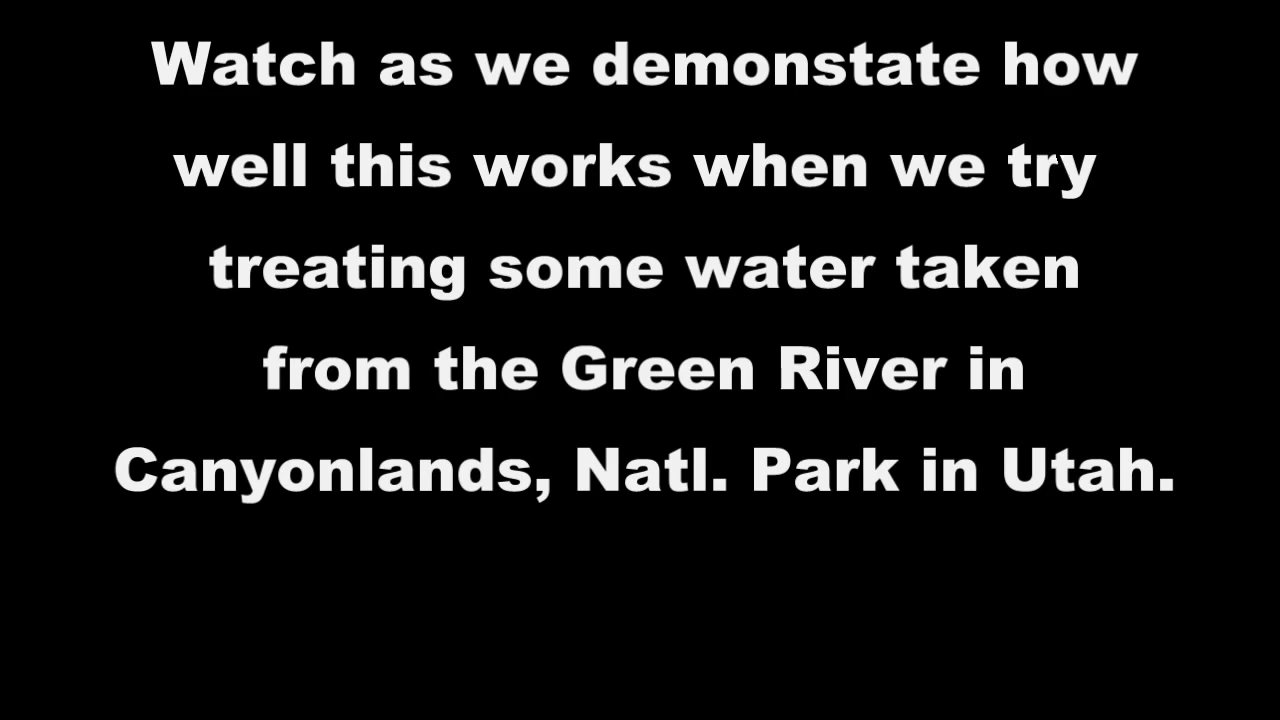 Watch as we demonstate how
well this works when we try
treating some water taken
from the Green River in
Canyonlands, Natl. Park in Utah.